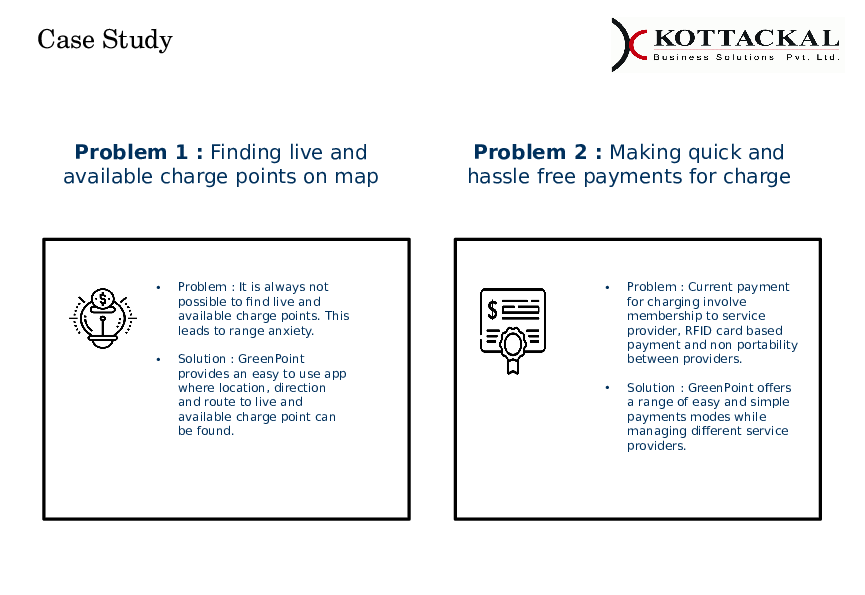 Case Study
KOTTACKAL
Business Solutions Pvt. Ltd.
Problem 1 : Finding live and
available charge points on map
Problem 2 : Making quick and
hassle free payments for charge
• Problem : It is always not
possible to find live and
available charge points. This
leads to range anxiety.
• Solution : GreenPoint
provides an easy to use app
where location, direction
and route to live and
available charge point can
be found.
• Problem : Current payment
for charging involve
membership to service
provider, RFID card based
payment and non portability
between providers.
• Solution : GreenPoint offers
a range of easy and simple
payments modes while
managing different service
providers.